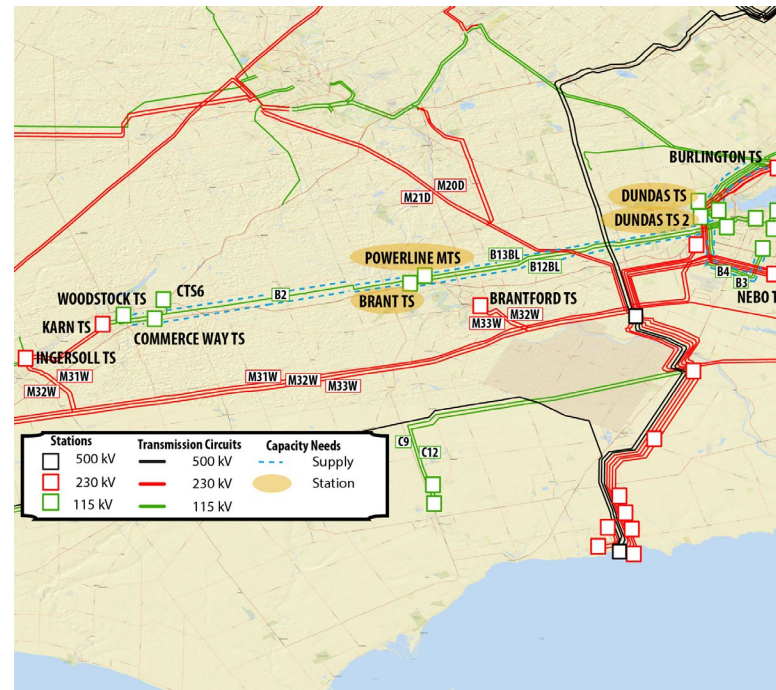 BURLINGTON TS
M20D
M21D
DUNDAS TS
DUNDAS TS 2
POWERLINE MTS
B13BL
B12BL
B4
B3
BRANT TS
CTS6
B2
WOODSTOCK TS
BRANTFORD TS
NEBO T
KARN TS
M32W
M33W
COMMERCE WAY TS
INGERSOLL TS
M31W
M32W
M31W
M32W
M33W
C9
C12
Stations
Transmission Circuits
Capacity Needs
500 kV
500 kV
Supply
230 kV
230 kV
Station
115 kV
115 kV